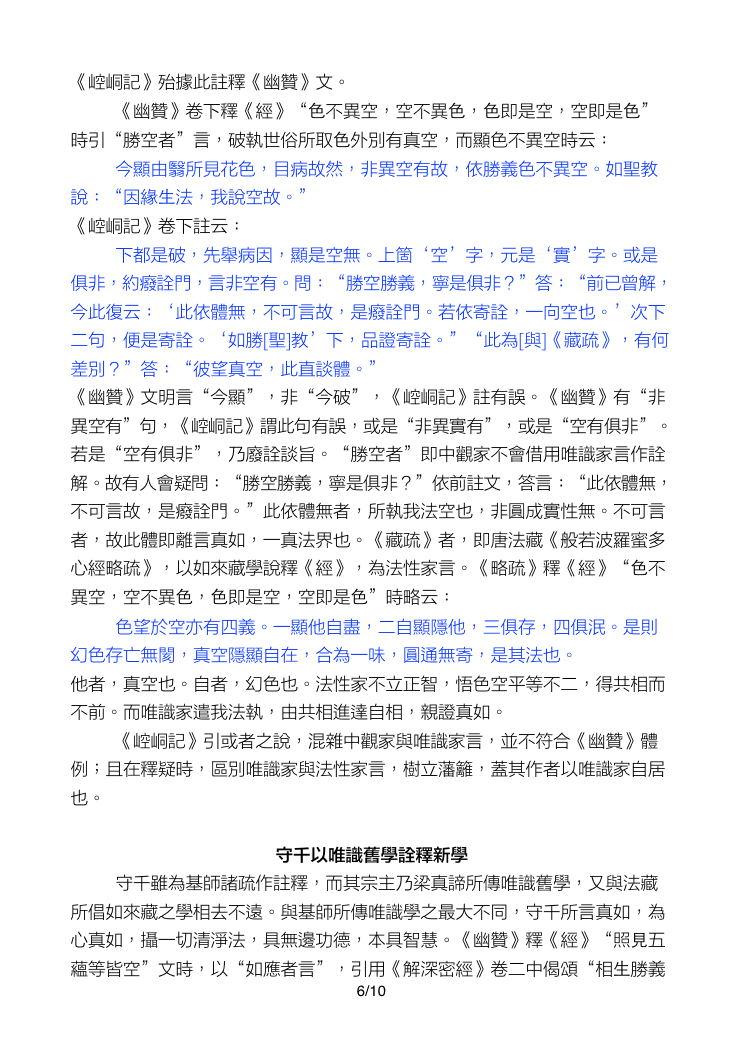 《崆峒記》殆據此註釋《幽贊》文。
《幽贊》卷下釋《經》“色不異空，空不異色，色即是空，空即是色”
時引“勝空者”言，破執世俗所取色外別有真空，而顯色不異空時云：
今顯由翳所見花色，目病故然，非異空有故，依勝義色不異空。如聖教
說：“因緣生法，我說空故。”
《崆峒記》卷下註云：
下都是破，先舉病因，顯是空無。上箇‘空’字，元是‘實’字。或是
俱非，約癈詮門，言非空有。問：“勝空勝義，寧是俱非？”答：“前已曾解，
今此復云：‘此依體無，不可言故，是癈詮門。若依寄詮，一向空也。’次下
二句，便是寄詮。‘如勝[聖]教’下，品證寄詮。”“此為[與]《藏疏》，有何
差別？”答：“彼望真空，此直談體。”
《幽贊》文明言“今顯”，非“今破”，《崆峒記》註有誤。《幽贊》有“非
異空有”句，《崆峒記》謂此句有誤，或是“非異實有”，或是“空有俱非”。
若是“空有俱非”，乃廢詮談旨。“勝空者”即中觀家不會借用唯識家言作詮
解。故有人會疑問：“勝空勝義，寧是俱非？”依前註文，答言：“此依體無，
不可言故，是癈詮門。”此依體無者，所執我法空也，非圓成實性無。不可言
者，故此體即離言真如，一真法界也。《藏疏》者，即唐法藏《般若波羅蜜多
心經略疏》，以如來藏學說釋《經》，為法性家言。《略疏》釋《經》“色不
異空，空不異色，色即是空，空即是色”時略云：
色望於空亦有四義。一顯他自盡，二自顯隱他，三俱存，四俱泯。是則
幻色存亡無閡，真空隱顯自在，合為一味，圓通無寄，是其法也。
他者，真空也。自者，幻色也。法性家不立正智，悟色空平等不二，得共相而
不前。而唯識家遣我法執，由共相進達自相，親證真如。
《崆峒記》引或者之說，混雜中觀家與唯識家言，並不符合《幽贊》體
例；且在釋疑時，區別唯識家與法性家言，樹立藩籬，蓋其作者以唯識家自居
也。
守千以唯識舊學詮釋新學
守千雖為基師諸疏作註釋，而其宗主乃梁真諦所傳唯識舊學，又與法藏
所倡如來藏之學相去不遠。與基師所傳唯識學之最大不同，守千所言真如，為
心真如，攝一切清淨法，具無邊功德，本具智慧。《幽贊》釋《經》“照見五
蘊等皆空”文時，以“如應者言”，引用《解深密經》卷二中偈頌“相生勝義
6/10